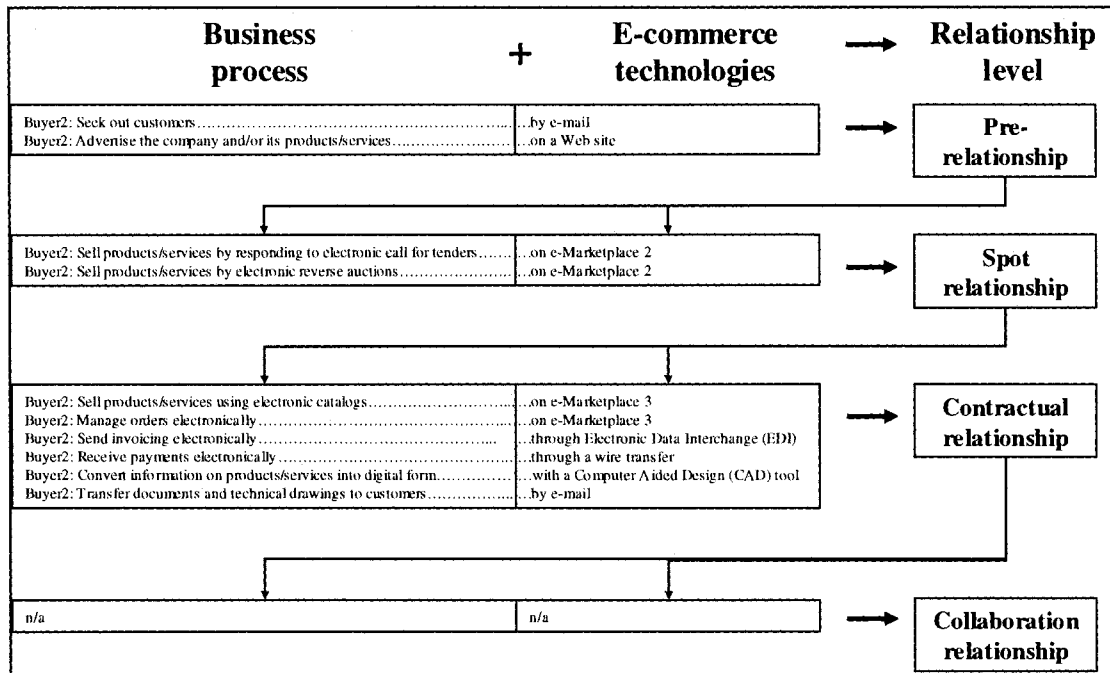 Business process + E-commerce technologies Relationship level
Buyer2: Seek out customers……………………………………………...…by e-mail
Buyer2: Advertise the company and/or its products/services…………………...on a Web site
Pre-relationship
Buyer2: Sell products/services by responding to electronic call for tenders……...on e-Marketplace 2
Buyer2: Sell products/services by electronic reverse auctions…………………...on e-Marketplace 2
Spot relationship
Buyer2: Sell products/services using electronic catalogs………………………...on e-Marketplace 3
Buyer2: Manage orders electronically…………………………………………...on e-Marketplace 3
Buyer2: Send invoicing electronically…………………………………...through Electronic Data Interchange (EDI)
Buyer2: Receive payments electronically………………………………………...through a wire transfer
Buyer2: Convert information on products/services into digital form…………...with a Computer Aided Design (CAD) tool
Buyer2: Transfer documents and technical drawings to customers……………...by e-mail
Contractual relationship
n/a n/a
Collaboration relationship